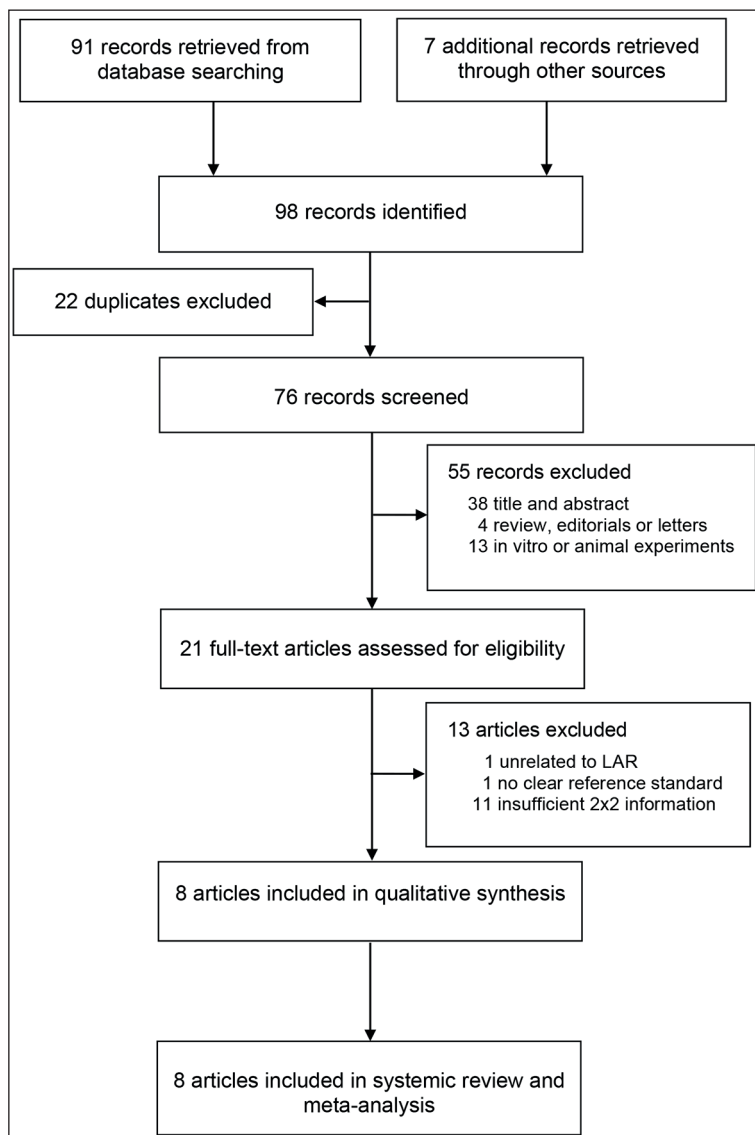 91 records retrieved from
database searching
7 additional records retrieved
through other sources
98 records identified
22 duplicates excluded
76 records screened
55 records excluded
38 title and abstract
4 review, editorials or letters
13 in vitro or animal experiments
21 full-text articles assessed for eligibility
13 articles excluded
1 unrelated to LAR
1 no clear reference standard
11 insufficient 2x2 information
8 articles included in qualitative synthesis
8 articles included in systemic review and
meta-analysis